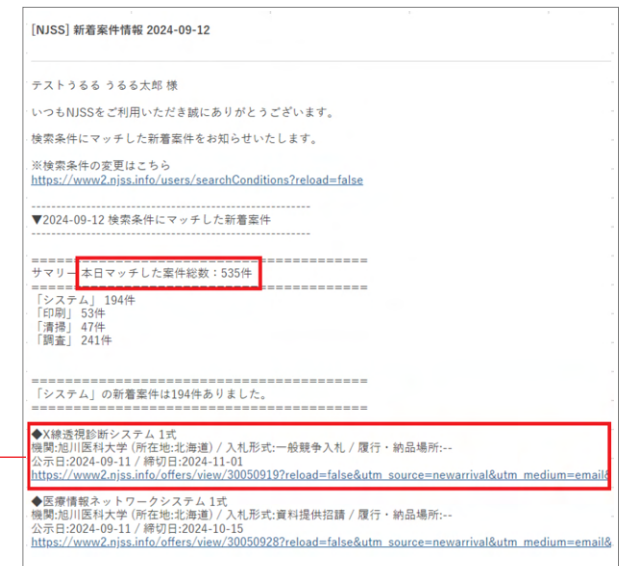 [NJSS] 新着案件情報 2024-09-12
テストうるる うるる太郎 様
いつもNJSSをご利用いただき誠にありがとうございます。
検索条件にマッチした新着案件をお知らせいたします。
※検索条件の変更はこちら
https://www2.njss.info/users/searchConditions?reload=false
------------------------------------------------------------
▼2024-09-12 検索条件にマッチした新着案件
------------------------------------------------------------
========================================
サマリー 本日マッチした案件総数：535件
========================================
「システム」 194件
「印刷」 53件
「清掃」 47件
「調査」 241件
========================================
「システム」の新着案件は194件ありました。
========================================
◆X線透視診断システム 1式
機関:旭川医科大学 (所在地:北海道) / 入札形式:一般競争入札 / 履行・納品場所:--
公示日:2024-09-11 / 締切日:2024-11-01
https://www2.njss.info/offers/view/30050919?reload=false&utm_source=newarrival&utm_medium=email&
◆医療情報ネットワークシステム 1式
機関:旭川医科大学 (所在地:北海道) / 入札形式:資料提供招請 / 履行・納品場所:--
公示日:2024-09-11 / 締切日:2024-10-15
https://www2.njss.info/offers/view/30050928?reload=false&utm_source=newarrival&utm_medium=email&